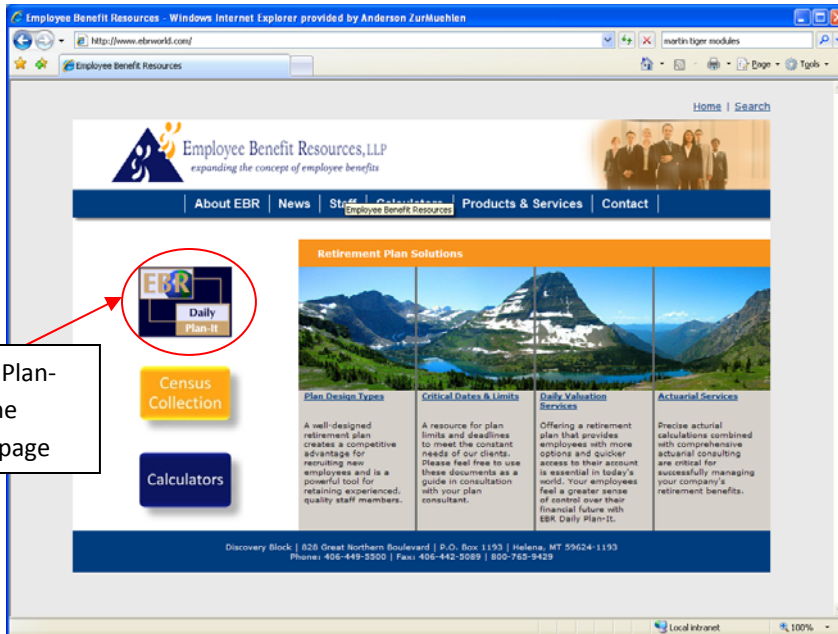 Employee Benefit Resources - Windows Internet Explorer provided by Anderson ZurMuehlen
http://www.ebrworld.com/
martin tiger modules
Employee Benefit Resources
Page
Tools
Home | Search
Employee Benefit Resources, LLP
expanding the concept of employee benefits
About EBR | News | Staff | Calculators | Products & Services | Contact |
Employee Benefit Resources
Retirement Plan Solutions
EBR
Daily
Plan-It
Plan-
ne
page
Census
Collection
Calculators
Plan Design Types
A well-designed
retirement plan
creates a competitive
advantage for
recruiting new
employees and is a
powerful tool for
retaining experienced,
quality staff members.
Critical Dates & Limits
A resource for plan
limits and deadlines
to meet the constant
needs of our clients.
Please feel free to use
these documents as a
guide in consultation
with your plan
consultant.
Daily Valuation
Services
Offering a retirement
plan that provides
employees with more
options and quicker
access to their account
is essential in today's
world. Your employees
feel a greater sense
of control over their
financial future with
EBR Daily Plan-It.
Actuarial Services
Precise acturial
calculations combined
with comprehensive
actuarial consulting
are critical for
successfully managing
your company's
retirement benefits.
Discovery Block | 828 Great Northern Boulevard | P.O. Box 1193 | Helena, MT 59624-1193
Phone: 406-449-5500 | Fax: 406-442-5089 | 800-765-9429
Local intranet
100%